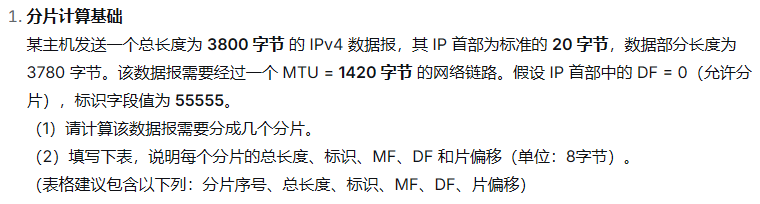 1. 分片计算基础
某主机发送一个总长度为 3800 字节 的 IPv4 数据报，其 IP 首部为标准的 20 字节，数据部分长度为
3780 字节。该数据报需要经过一个 MTU = 1420 字节 的网络链路。假设 IP 首部中的 DF = 0（允许分
片），标识字段值为 55555。
（1）请计算该数据报需要分成几个分片。
（2）填写下表，说明每个分片的总长度、标识、MF、DF 和片偏移（单位：8字节）。
（表格建议包含以下列：分片序号、总长度、标识、MF、DF、片偏移）